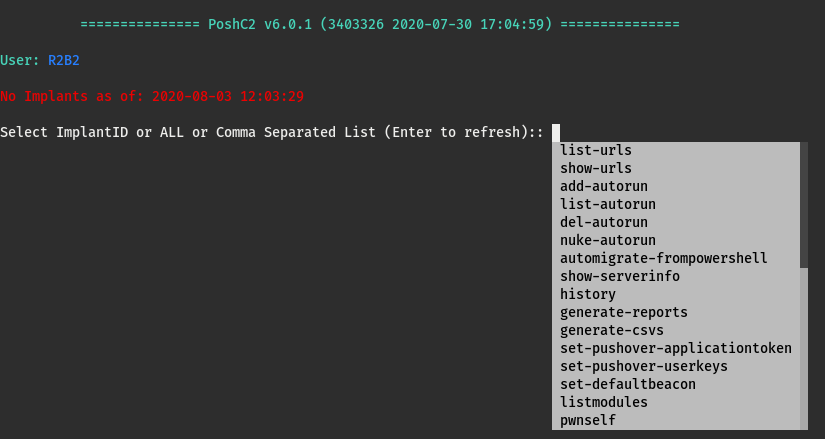 =============== PoshC2 v6.0.1 (3403326 2020-07-30 17:04:59) ===============
User: R2B2
No Implants as of: 2020-08-03 12:03:29
Select ImplantID or ALL or Comma Separated List (Enter to refresh)::
list-urls
show-urls
add-autorun
list-autorun
del-autorun
nuke-autorun
automigrate-frompowershell
show-serverinfo
history
generate-reports
generate-csvs
set-pushover-applicationtoken
set-pushover-userkeys
set-defaultbeacon
listmodules
pwnself